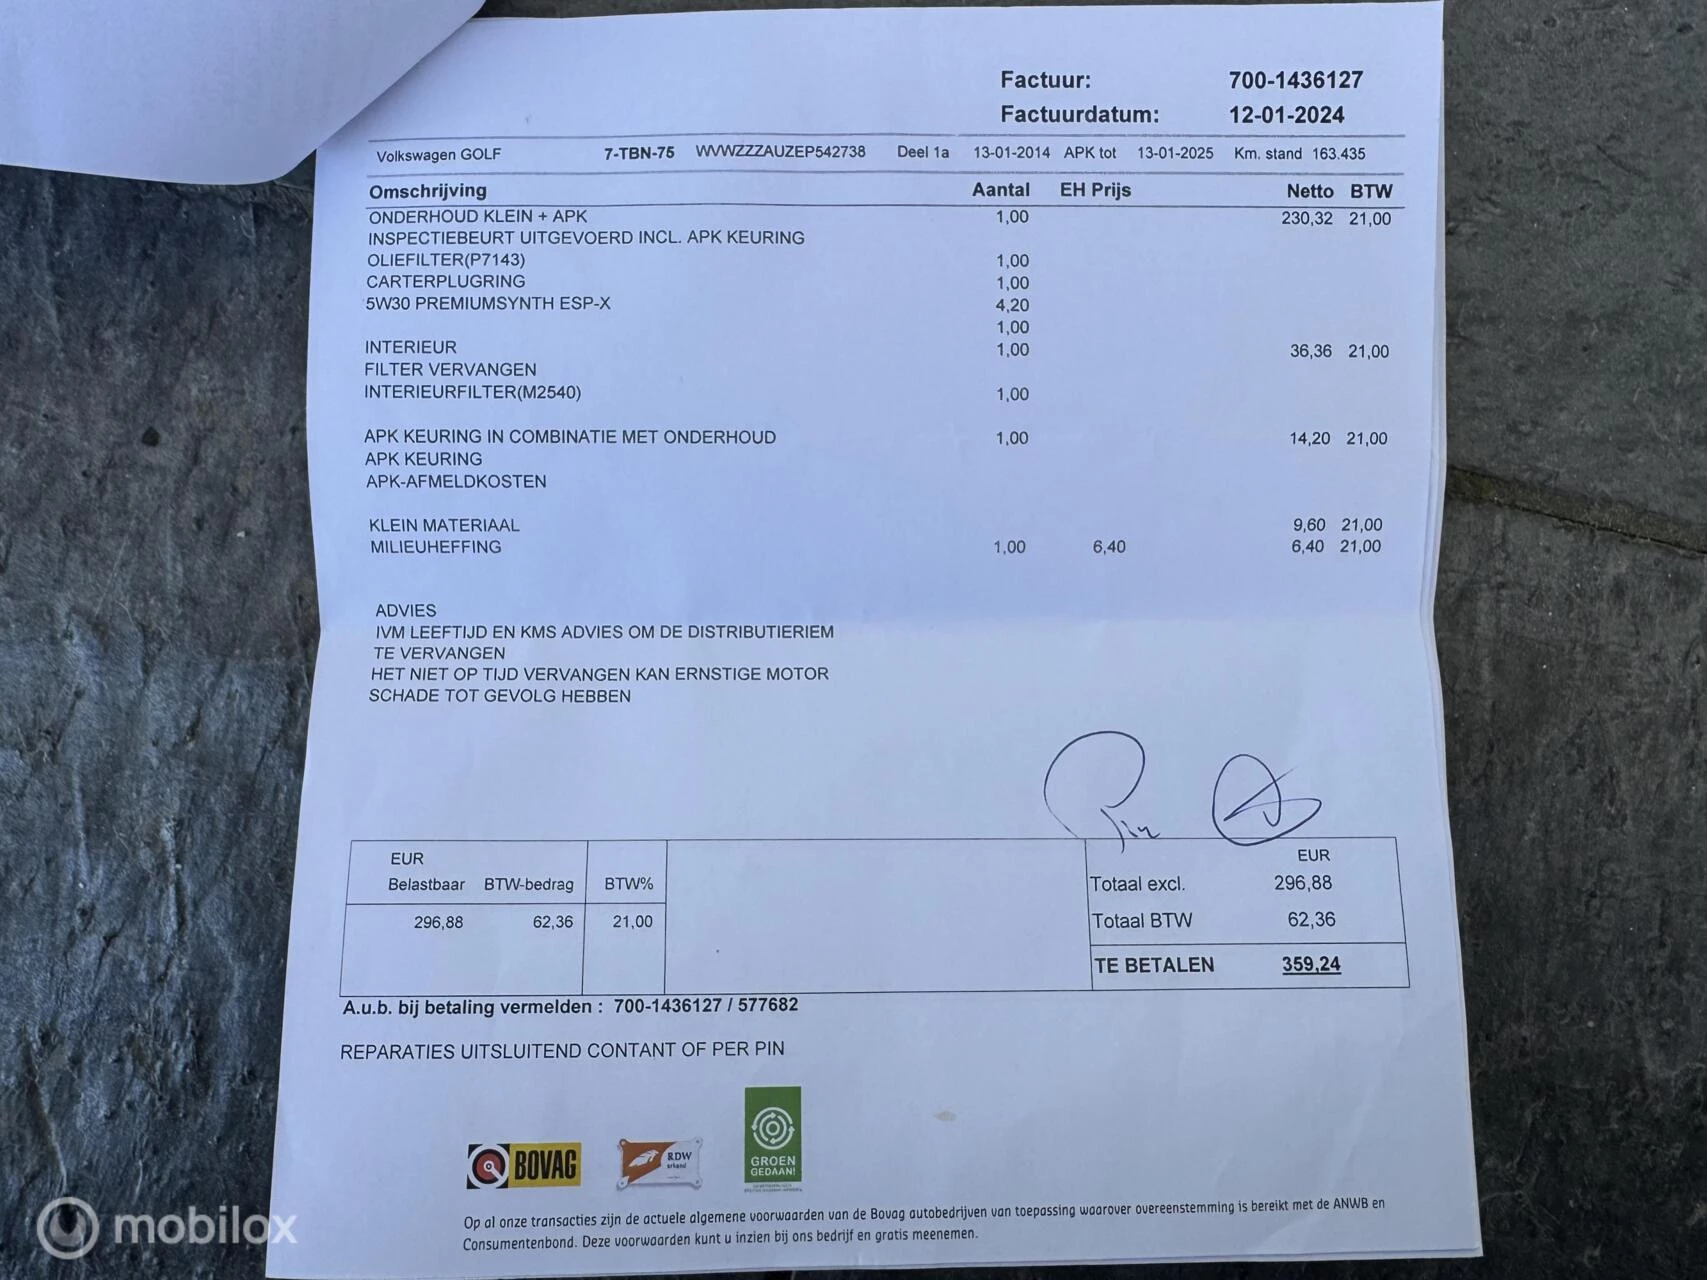 Factuur: 700-1436127
Factuurdatum: 12-01-2024
Volkswagen GOLF 7-TBN-75 WVWZZZAUZEP542738 Deel 1a 13-01-2014 APK tot 13-01-2025 Km. stand 163.435
Omschrijving Aantal EH Prijs Netto BTW
ONDERHOUD KLEIN + APK 1,00 230,32 21,00
INSPECTIEBEURT UITGEVOERD INCL. APK KEURING
OLIEFILTER(P7143) 1,00
CARTERPLUGRING 1,00
5W30 PREMIUMSYNTH ESP-X 4,20
1,00
INTERIEUR 1,00 36,36 21,00
FILTER VERVANGEN
INTERIEURFILTER(M2540) 1,00
APK KEURING IN COMBINATIE MET ONDERHOUD 1,00 14,20 21,00
APK KEURING
APK-AFMELDKOSTEN
KLEIN MATERIAAL 9,60 21,00
MILIEUHEFFING 1,00 6,40 6,40 21,00
ADVIES
IVM LEEFTIJD EN KMS ADVIES OM DE DISTRIBUTIERIEM
TE VERVANGEN
HET NIET OP TIJD VERVANGEN KAN ERNSTIGE MOTOR
SCHADE TOT GEVOLG HEBBEN
Pin
EUR
Belastbaar BTW-bedrag BTW%
296,88 62,36 21,00
EUR
Totaal excl. 296,88
Totaal BTW 62,36
TE BETALEN 359,24
A.u.b. bij betaling vermelden : 700-1436127 / 577682
REPARATIES UITSLUITEND CONTANT OF PER PIN
BOVAG
RDW
erkend
GROEN
GEDAAN!
Op al onze transacties zijn de actuele algemene voorwaarden van de Bovag autobedrijven van toepassing waarover overeenstemming is bereikt met de ANWB en
Consumentenbond. Deze voorwaarden kunt u inzien bij ons bedrijf en gratis meenemen.
mobilox